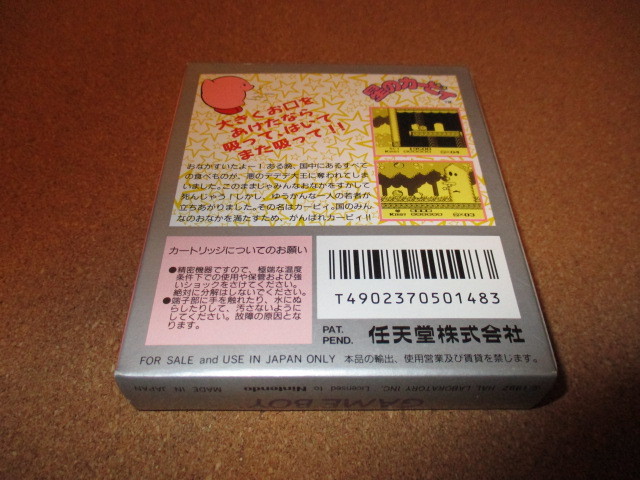 大きくお口を
あけたなら
吸って、はいて
また吸って!!
星のカービィ
おなかすいたよー! ある朝、国中にあるすべて
の食べものが、悪のデデデ大王に奪われてしま
いました。このままじゃみんなおなかをすかして
死んじゃう「しかし、ゆうかんな一人の若者が
立ちあがりました。その名はカービィ。国のみん
なのおなかを満たすため、がんばれカービィ!!
カートリッジについてのお願い
●精密機器ですので、極端な温度
条件下での使用や保管および強
いショックをさけてください。
絶対に分解はしないでください。
●端子部に手を触れたり、水にぬ
らしたりして、汚さないように
してください。故障の原因とな
ります。
T4902370501483
PAT.
PEND.
任天堂株式会社
FOR SALE and USE IN JAPAN ONLY 本品の輸出、使用営業及び賃貸を禁じます。
©1992 HAL LABORATORY INC. Licensed to Nintendo
MADE IN JAPAN
GAME BOY